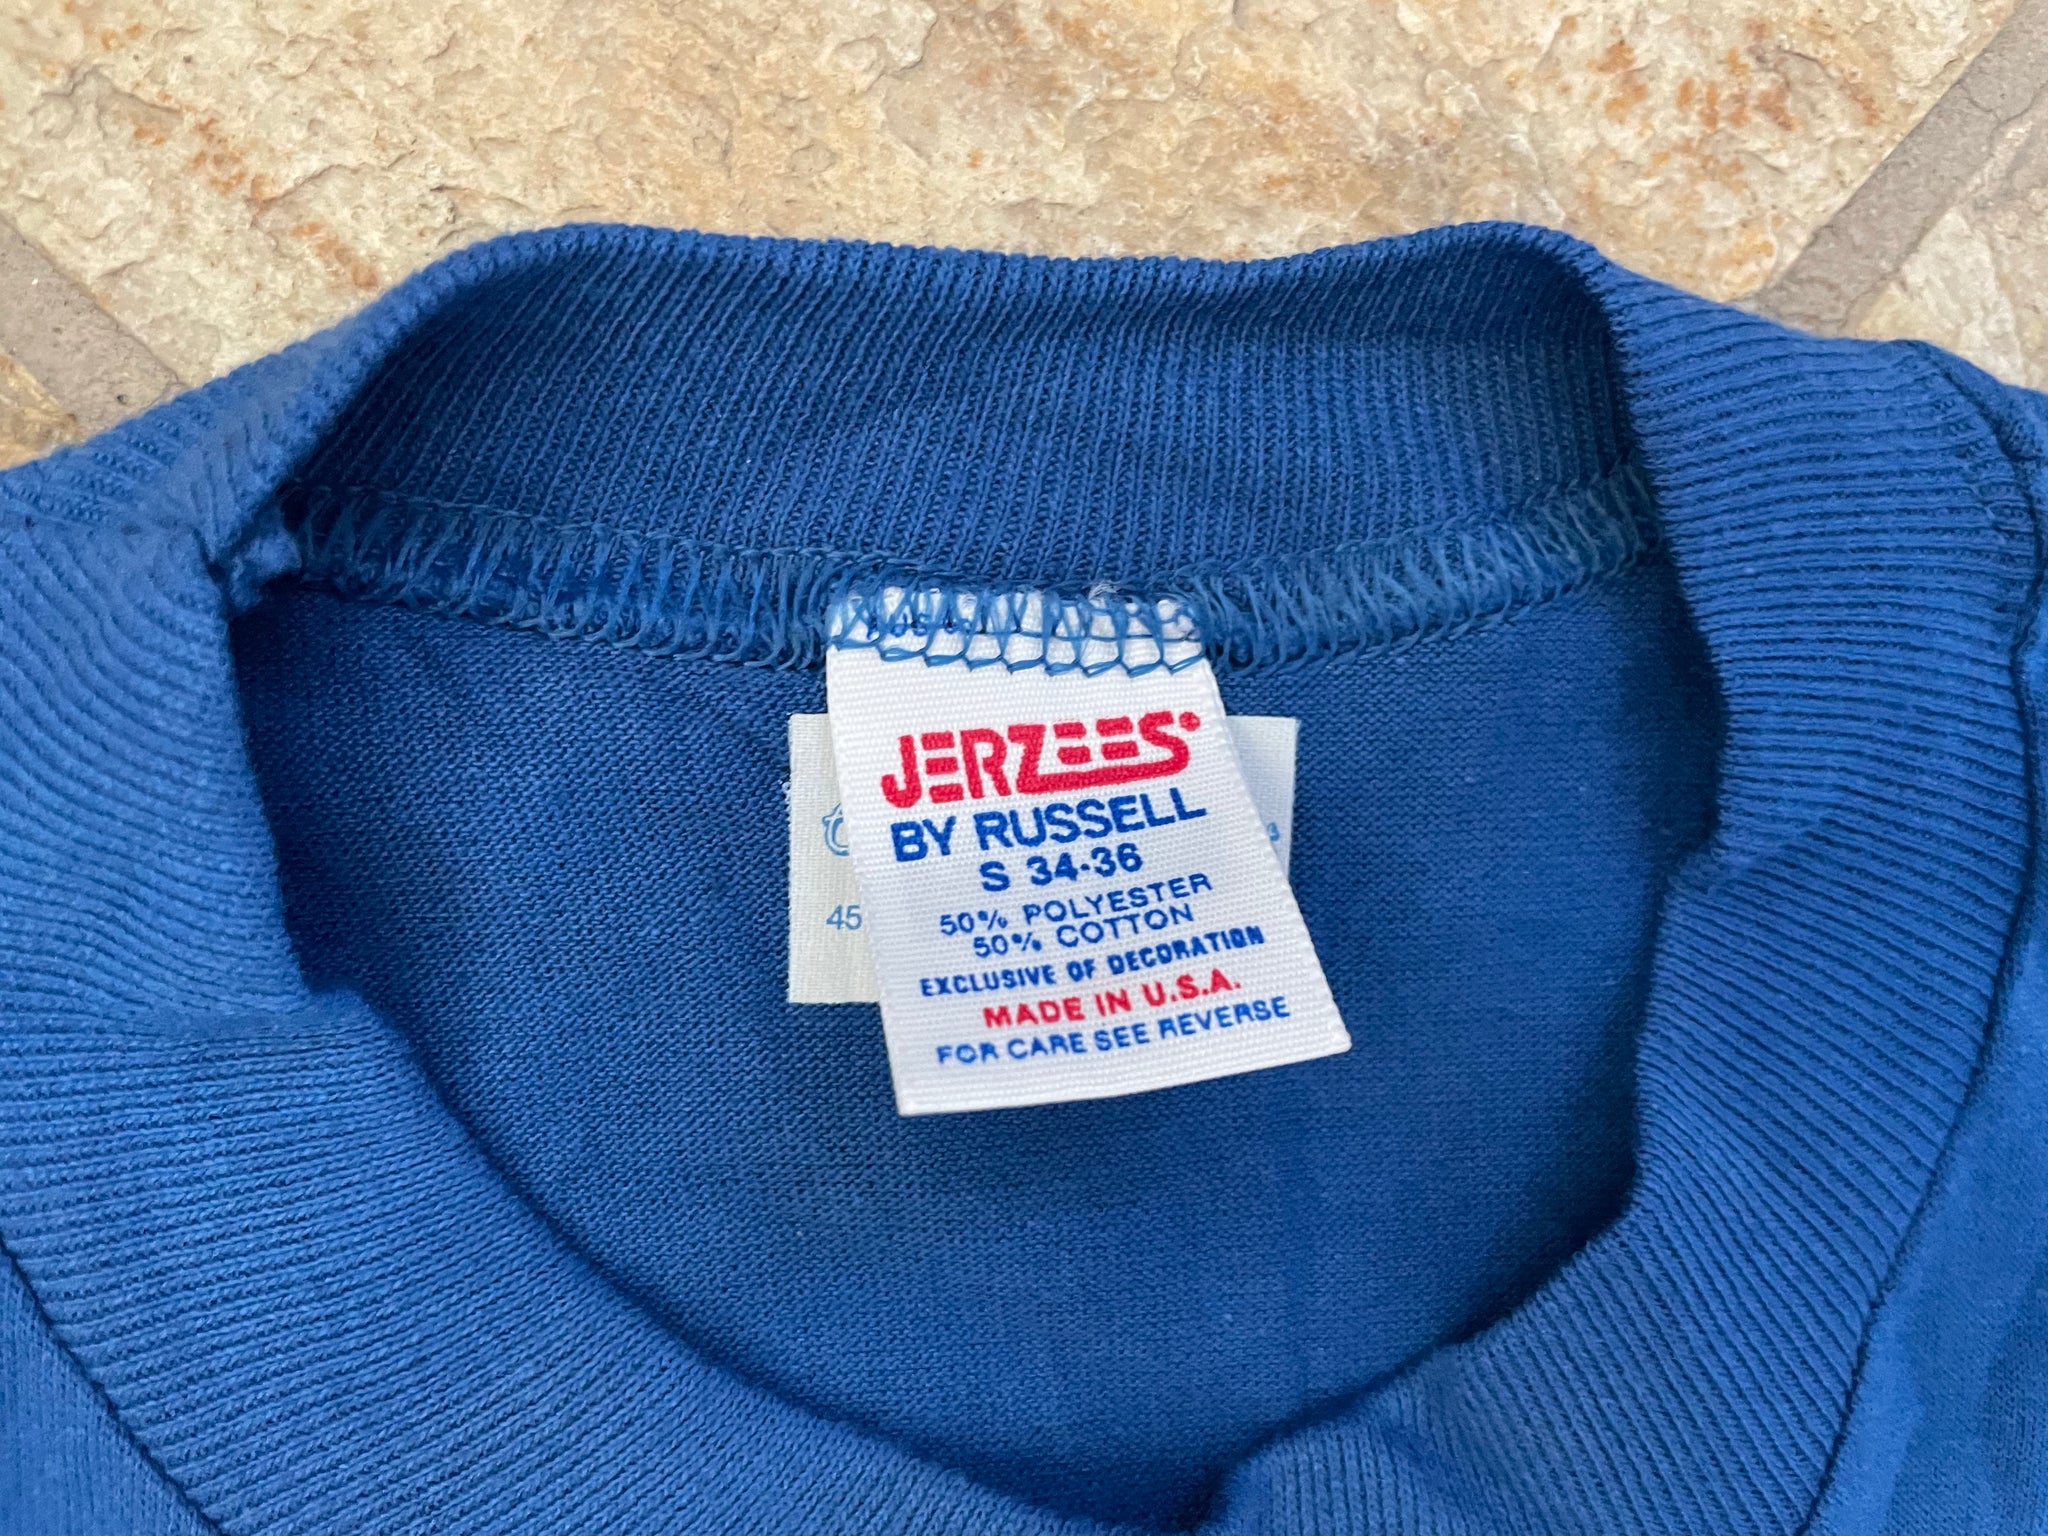 JERZEES
BY RUSSELL
S 34-36
50% POLYESTER
50% COTTON
EXCLUSIVE OF DECORATION
MADE IN U.S.A.
FOR CARE SEE REVERSE
45